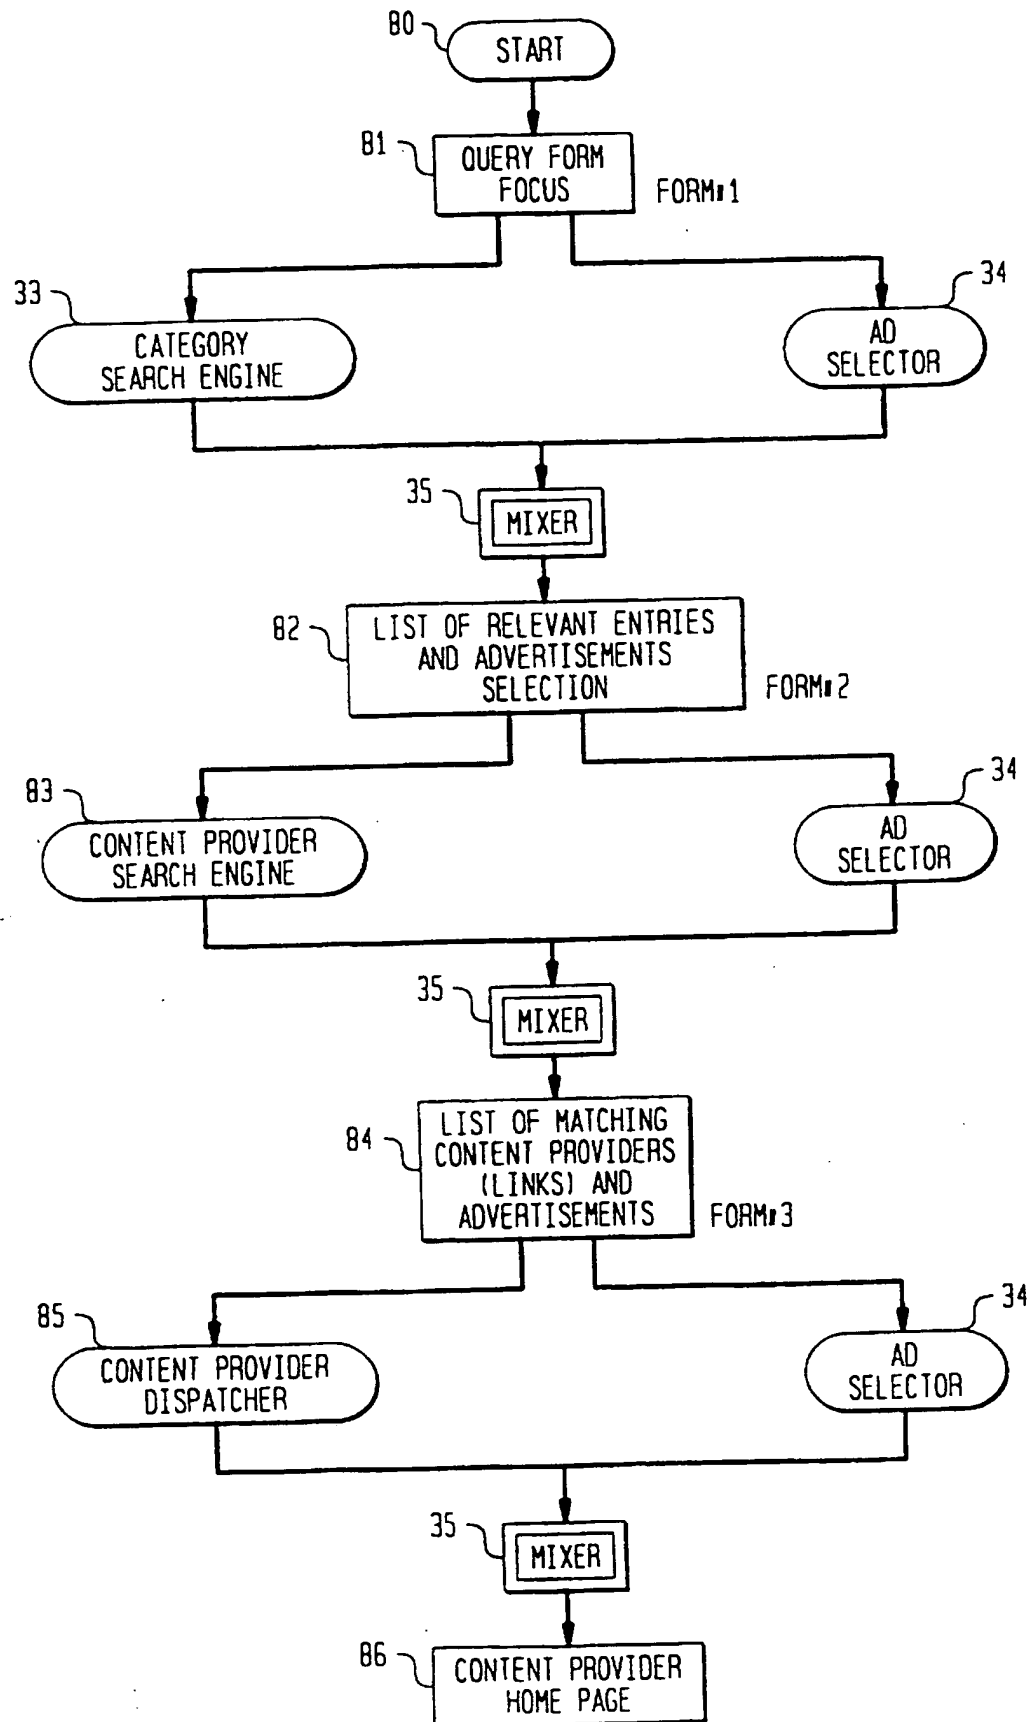 80
START
81
QUERY FORM
FOCUS
FORM#1
33
CATEGORY
SEARCH ENGINE
34
AD
SELECTOR
35
MIXER
82
LIST OF RELEVANT ENTRIES
AND ADVERTISEMENTS
SELECTION
FORM#2
83
CONTENT PROVIDER
SEARCH ENGINE
34
AD
SELECTOR
35
MIXER
84
LIST OF MATCHING
CONTENT PROVIDERS
(LINKS) AND
ADVERTISEMENTS
FORM#3
85
CONTENT PROVIDER
DISPATCHER
34
AD
SELECTOR
35
MIXER
86
CONTENT PROVIDER
HOME PAGE